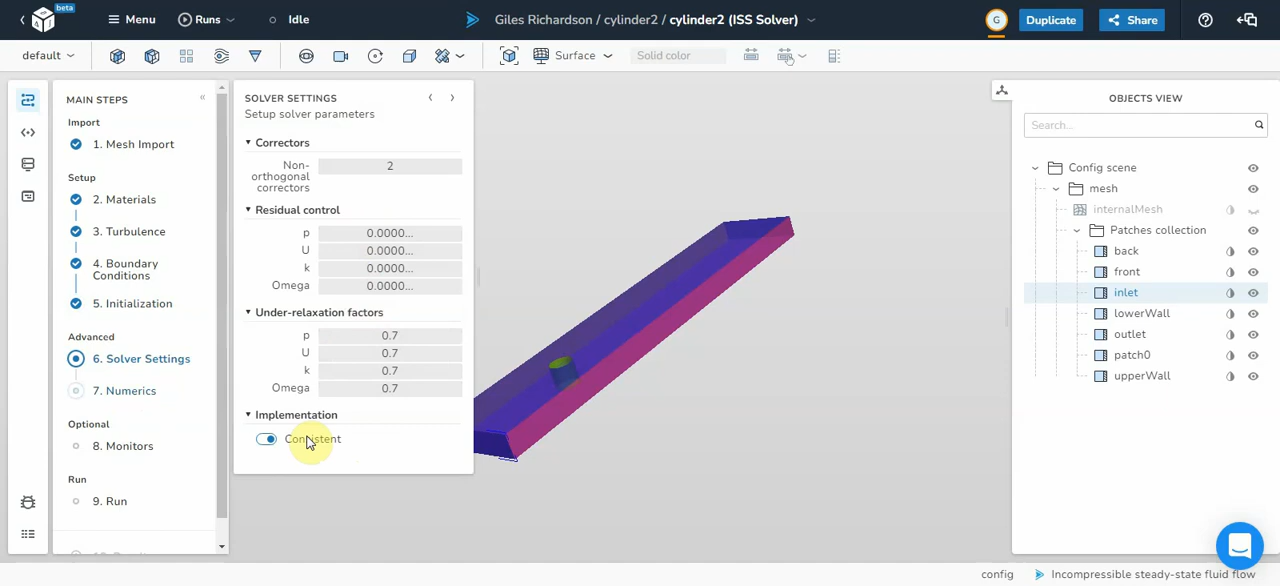 beta
Menu
Runs
Idle
Giles Richardson / cylinder2 / cylinder2 (ISS Solver)
G
Duplicate
Share
default
Surface
Solid color
MAIN STEPS
Import
1. Mesh Import
Setup
2. Materials
3. Turbulence
4. Boundary
Conditions
5. Initialization
Advanced
6. Solver Settings
7. Numerics
Optional
8. Monitors
Run
9. Run
SOLVER SETTINGS
Setup solver parameters
Correctors
Non-
orthogonal
correctors
2
Residual control
p 0.0000...
U 0.0000...
k 0.0000...
Omega 0.0000...
Under-relaxation factors
p 0.7
U 0.7
k 0.7
Omega 0.7
Implementation
Consistent
OBJECTS VIEW
Search...
Config scene
mesh
internalMesh
Patches collection
back
front
inlet
lowerWall
outlet
patch0
upperWall
config
Incompressible steady-state fluid flow